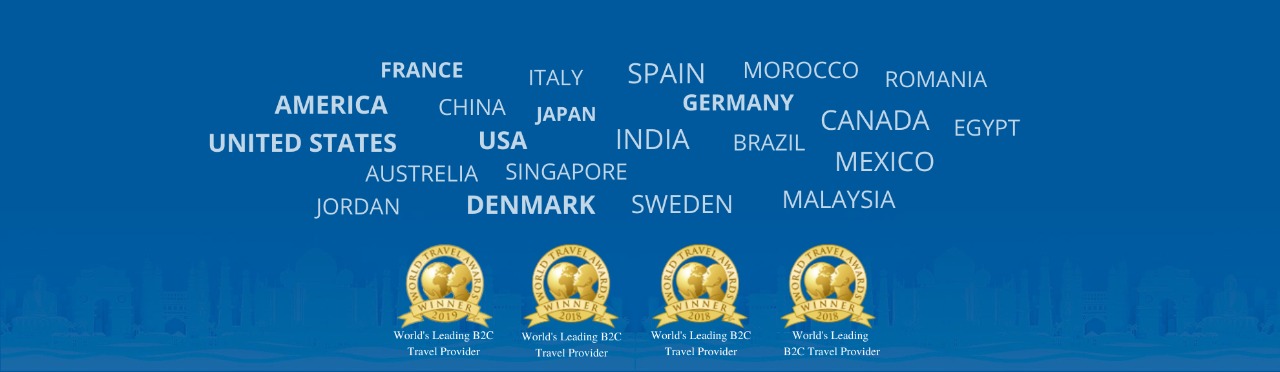 FRANCE ITALY SPAIN MOROCCO ROMANIA
AMERICA CHINA JAPAN GERMANY CANADA EGYPT
UNITED STATES USA INDIA BRAZIL MEXICO
AUSTRELIA SINGAPORE
JORDAN DENMARK SWEDEN MALAYSIA
WORLD TRAVEL AWARDS WORLD TRAVEL AWARDS WORLD TRAVEL AWARDS WORLD TRAVEL AWARDS
WINNER WINNER WINNER WINNER
2019 2018 2018 2018
World's Leading B2C World's Leading B2C World's Leading B2C World's Leading
Travel Provider Travel Provider Travel Provider B2C Travel Provider